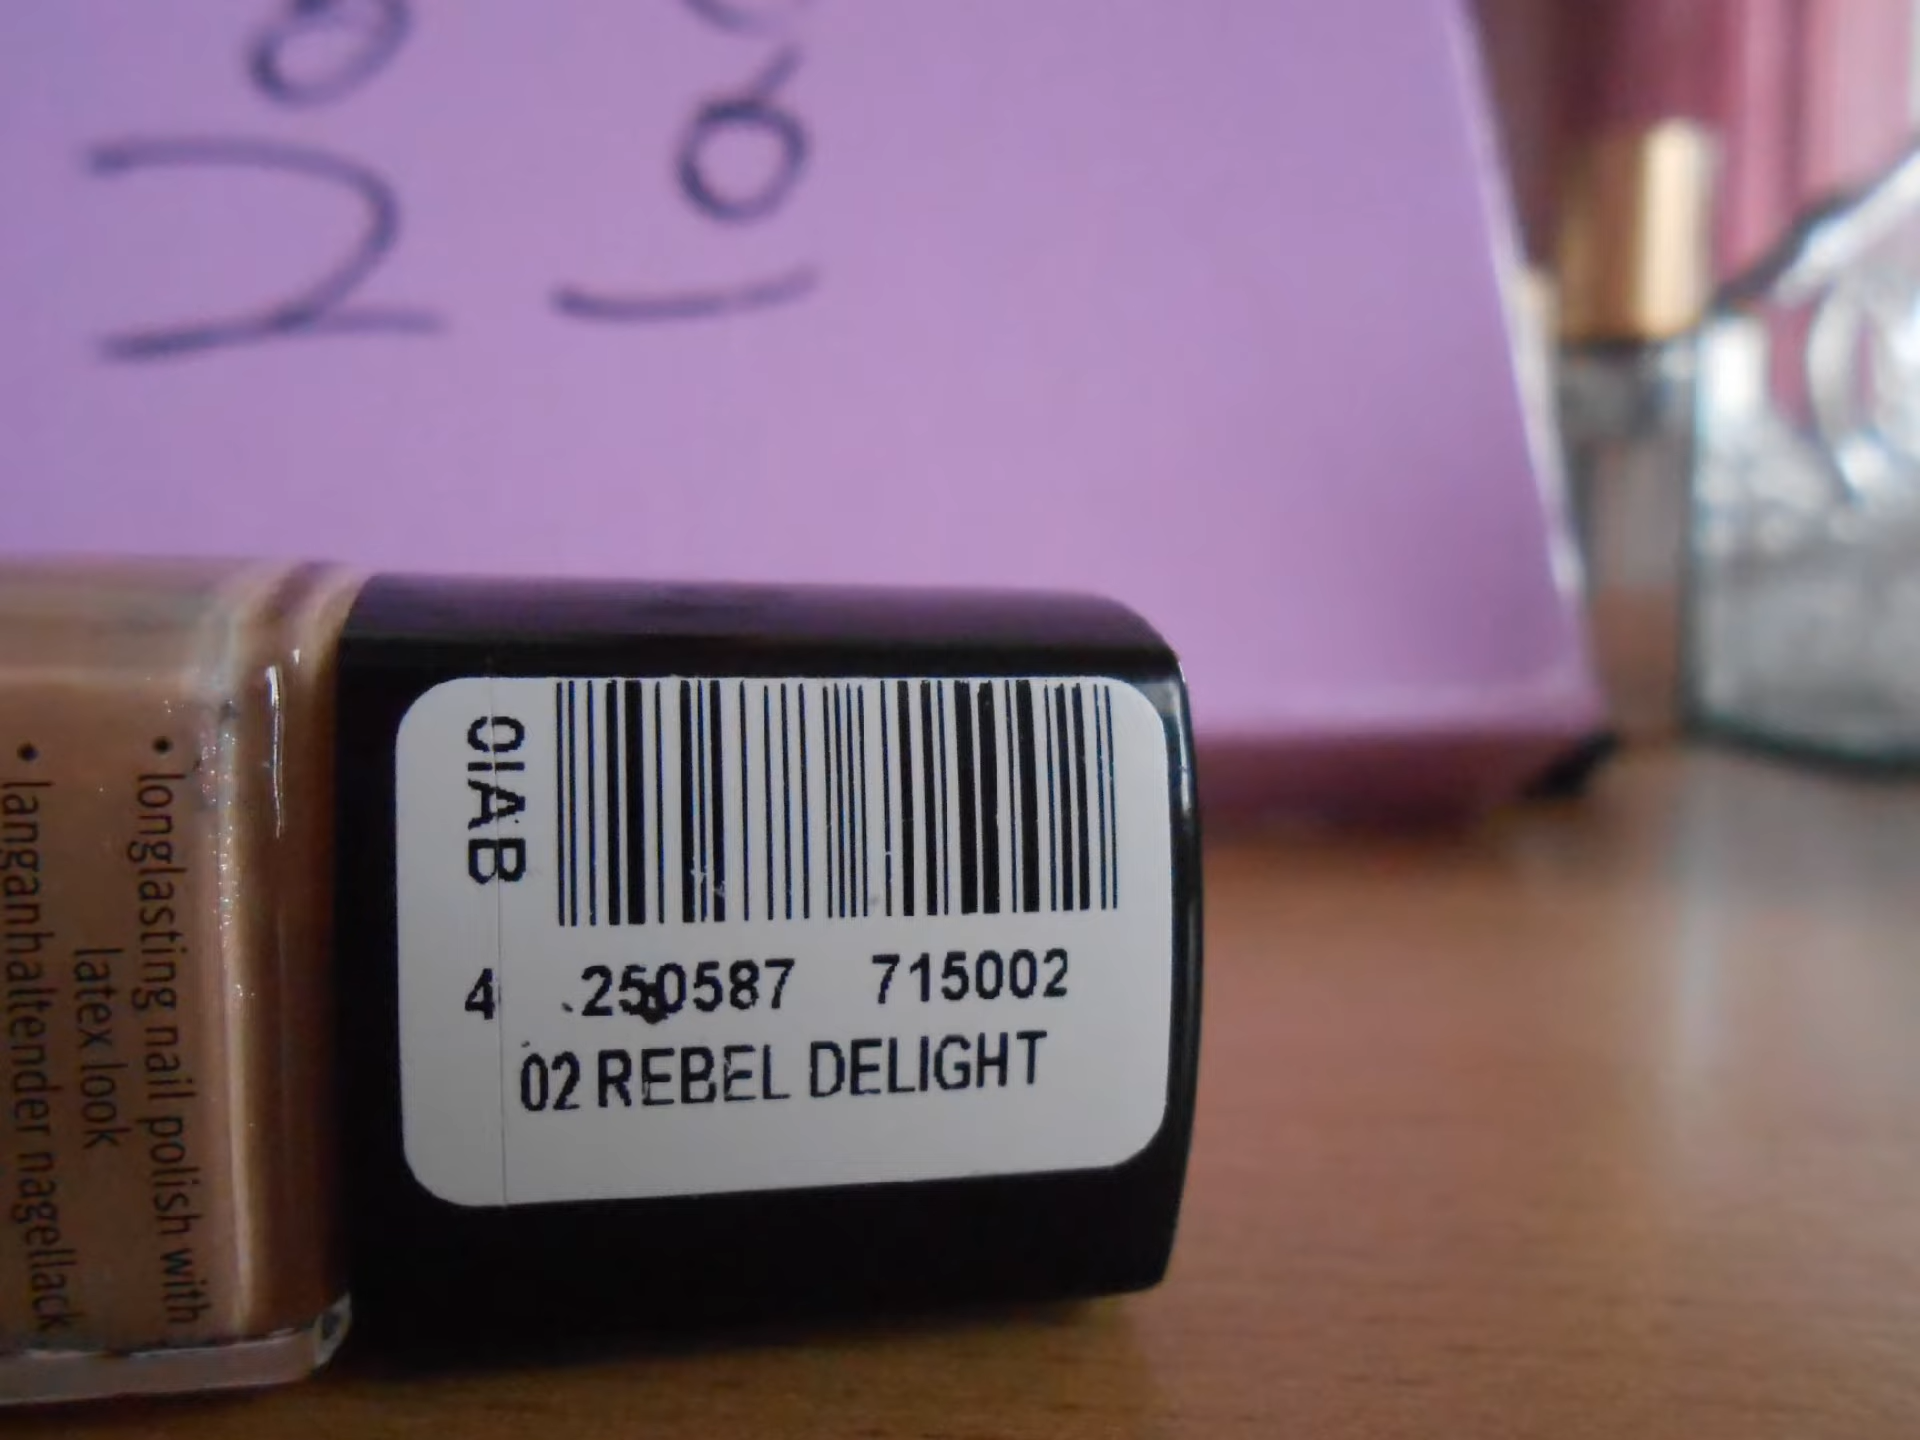 OIAB
4 250587 715002
02 REBEL DELIGHT
• longlasting nail polish with
latex look
• langanhaltender nagellack